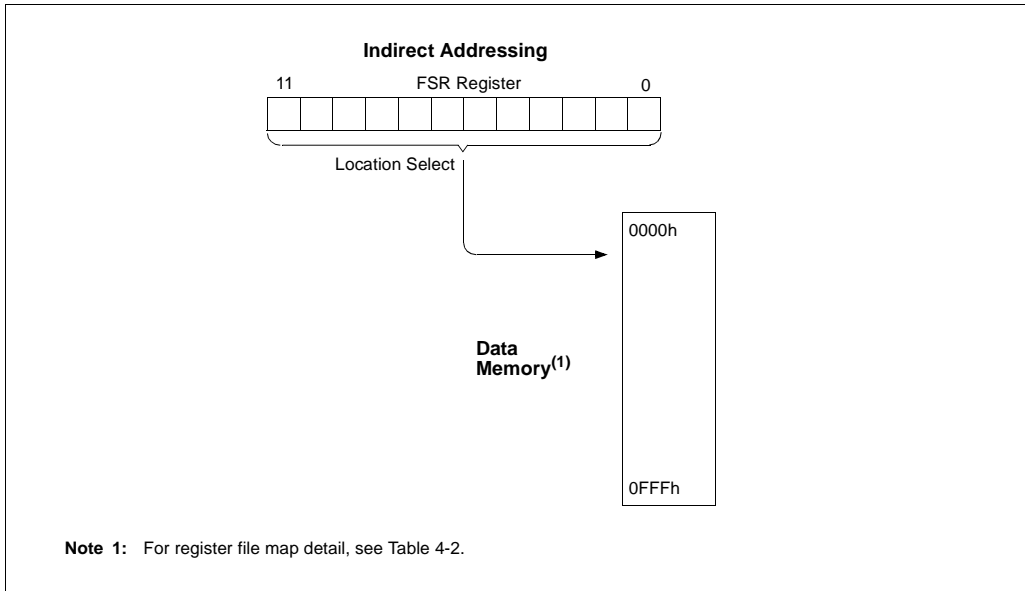 Indirect Addressing
11 FSR Register 0
Location Select
0000h
Data
Memory(1)
0FFFh
Note 1: For register file map detail, see Table 4-2.